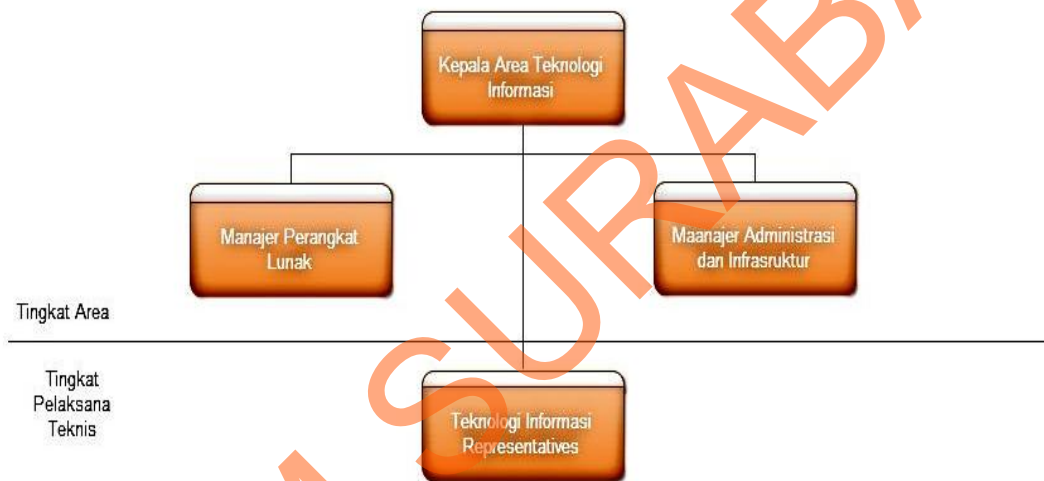 Kepala Area Teknologi
Informasi
Manajer Perangkat
Lunak
Maanajer Administrasi
dan Infrasruktur
Tingkat Area
Tingkat
Pelaksana
Teknis
Teknologi Informasi
Representatives
M SURABA